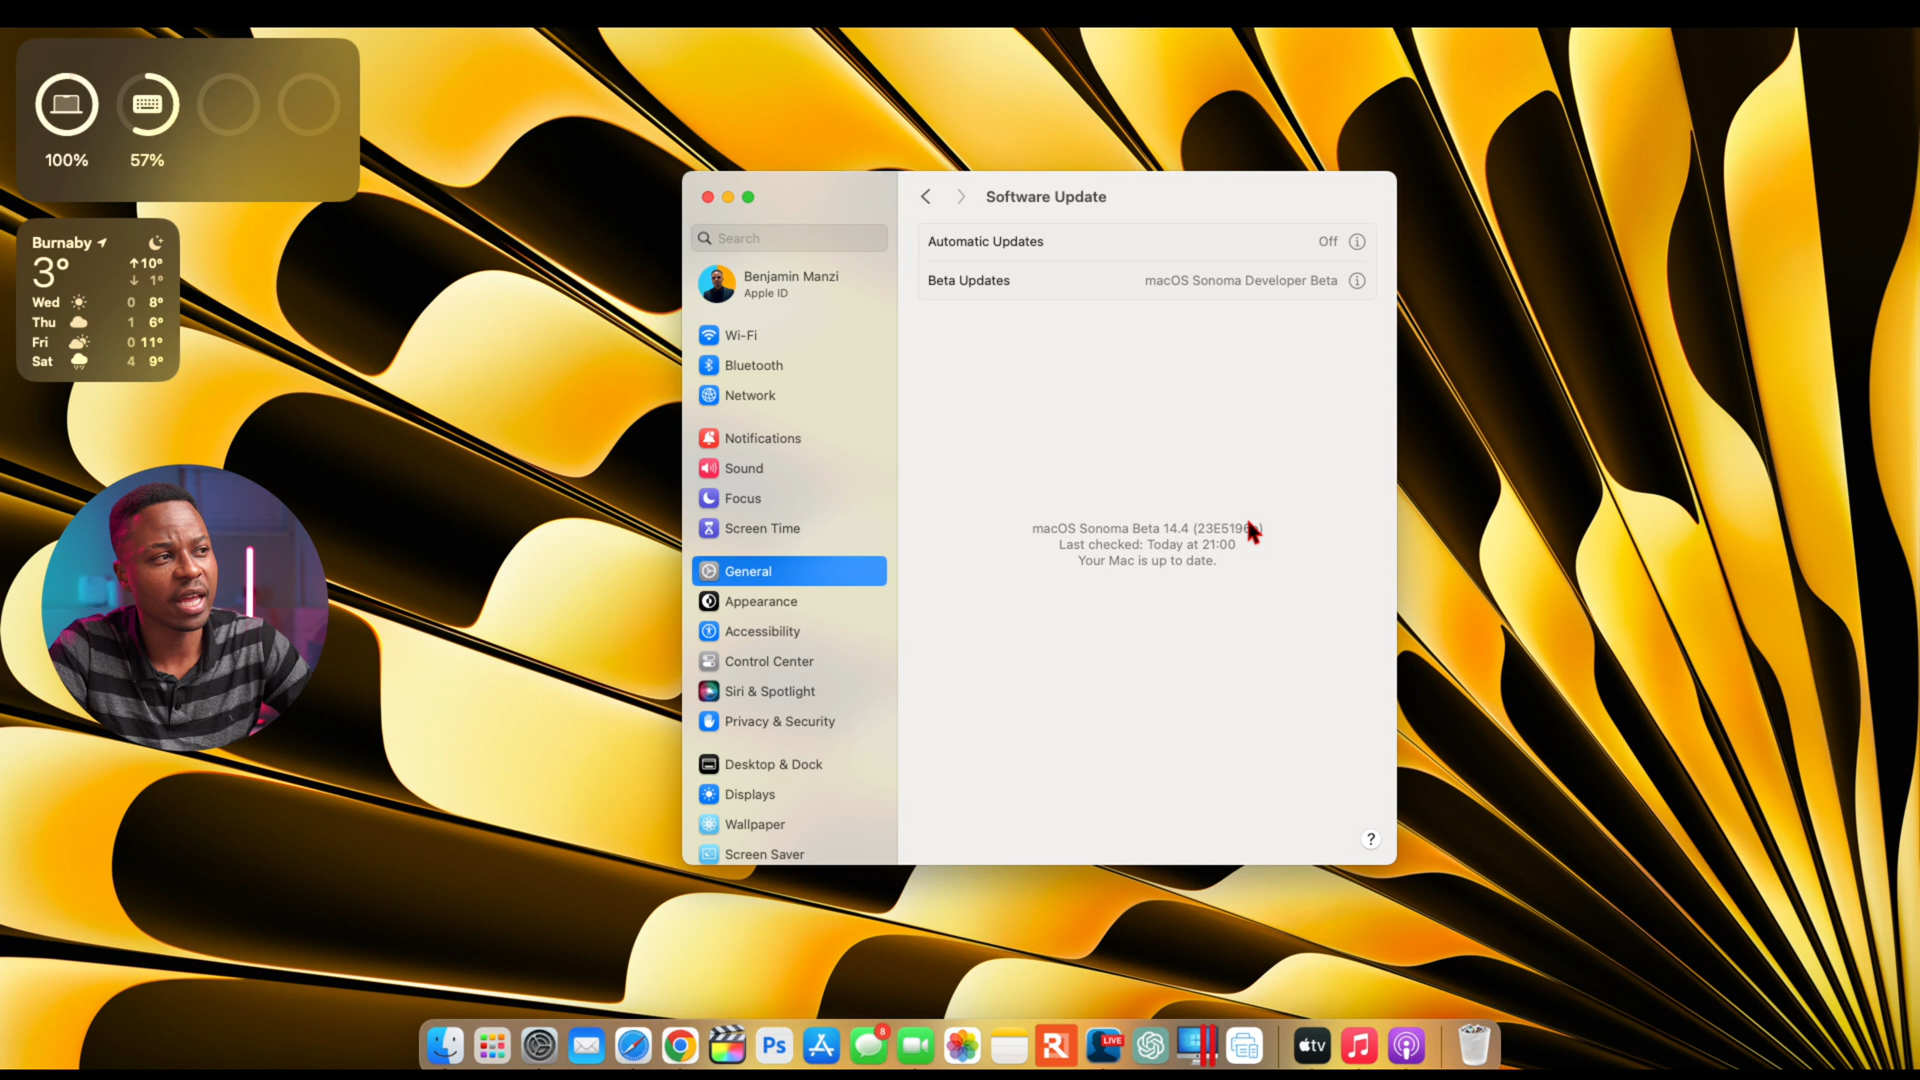 100%
57%
Burnaby
3°
↑10°
↓ 1°
Wed 0 8°
Thu 1 6°
Fri 0 11°
Sat 4 9°
Search
Benjamin Manzi
Apple ID
Wi-Fi
Bluetooth
Network
Notifications
Sound
Focus
Screen Time
General
Appearance
Accessibility
Control Center
Siri & Spotlight
Privacy & Security
Desktop & Dock
Displays
Wallpaper
Screen Saver
Software Update
Automatic Updates Off
Beta Updates macOS Sonoma Developer Beta
macOS Sonoma Beta 14.4
Last checked: Today at 21:00
Your Mac is up to date.
?
Ps
8
R
LIVE
tv